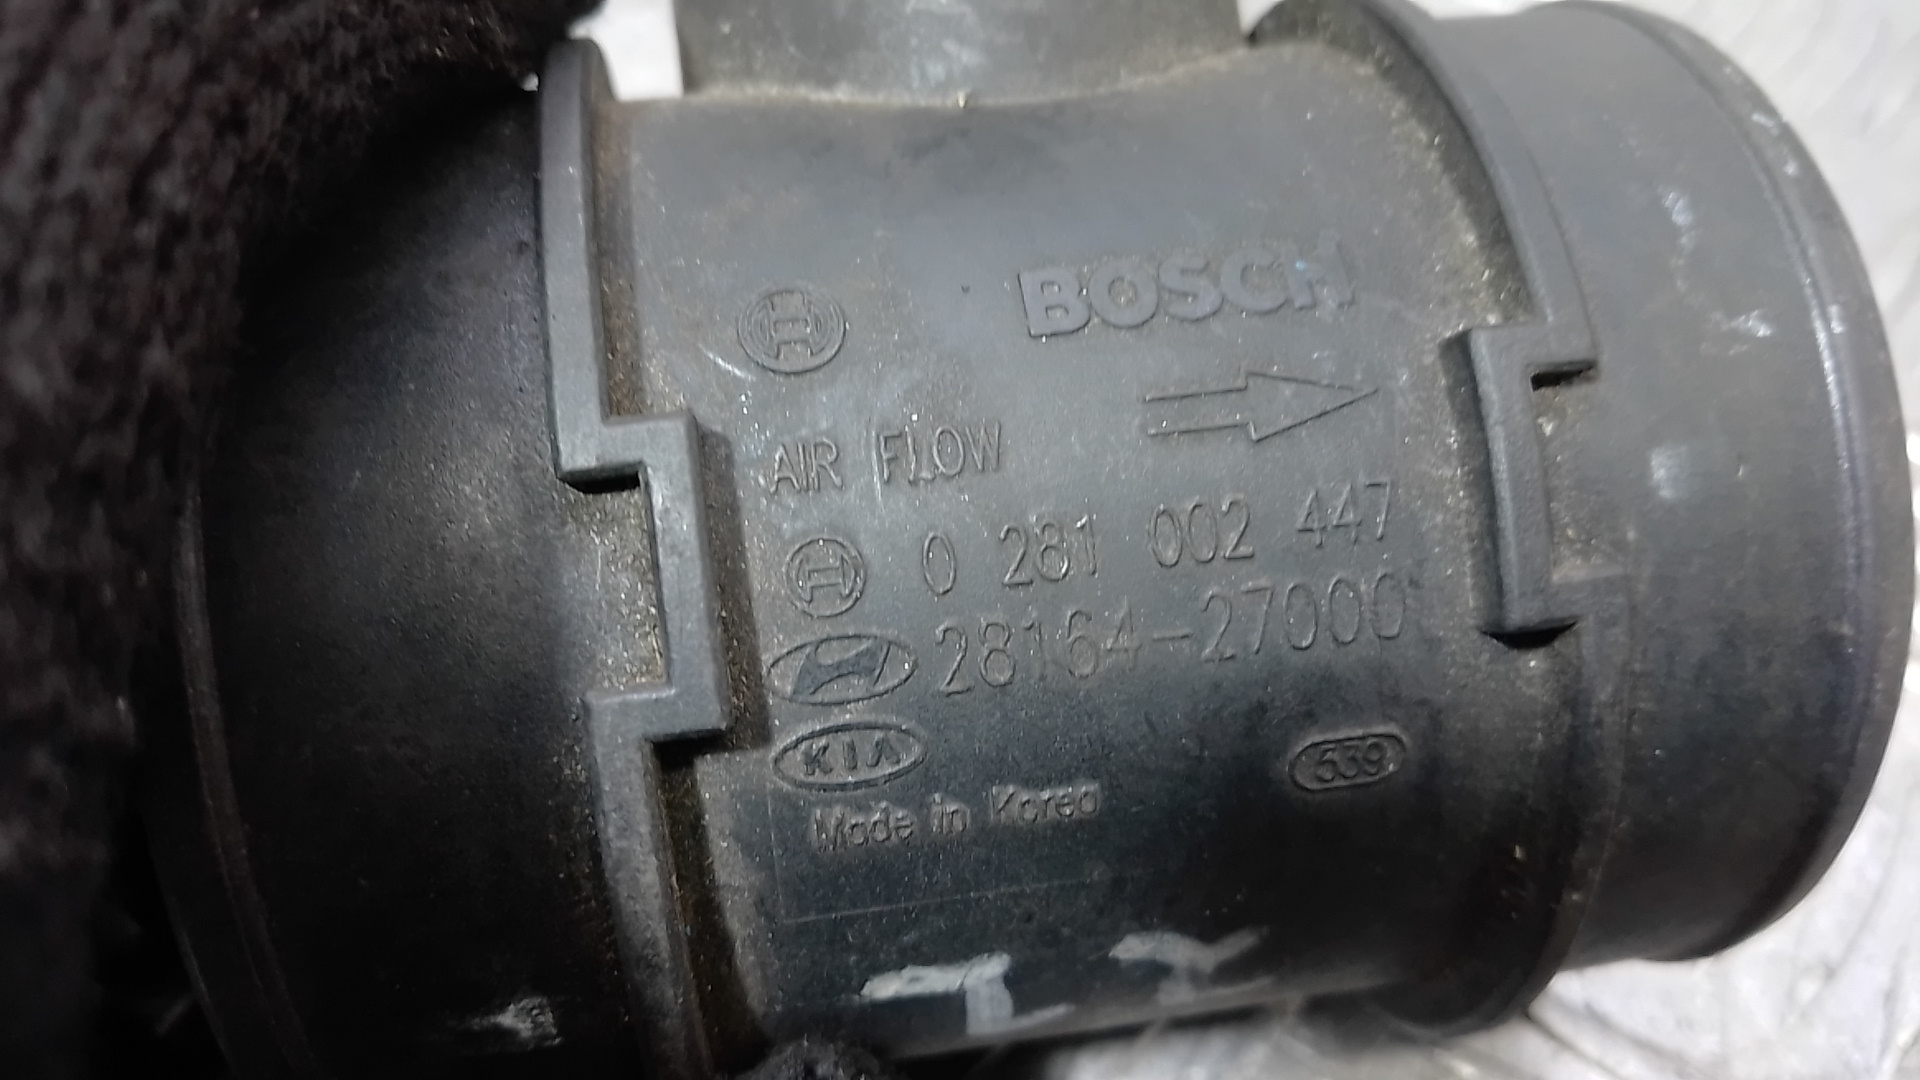 BOSCH
AIR FLOW
0 281 002 447
28164-27000
KIA
539
Made in Korea